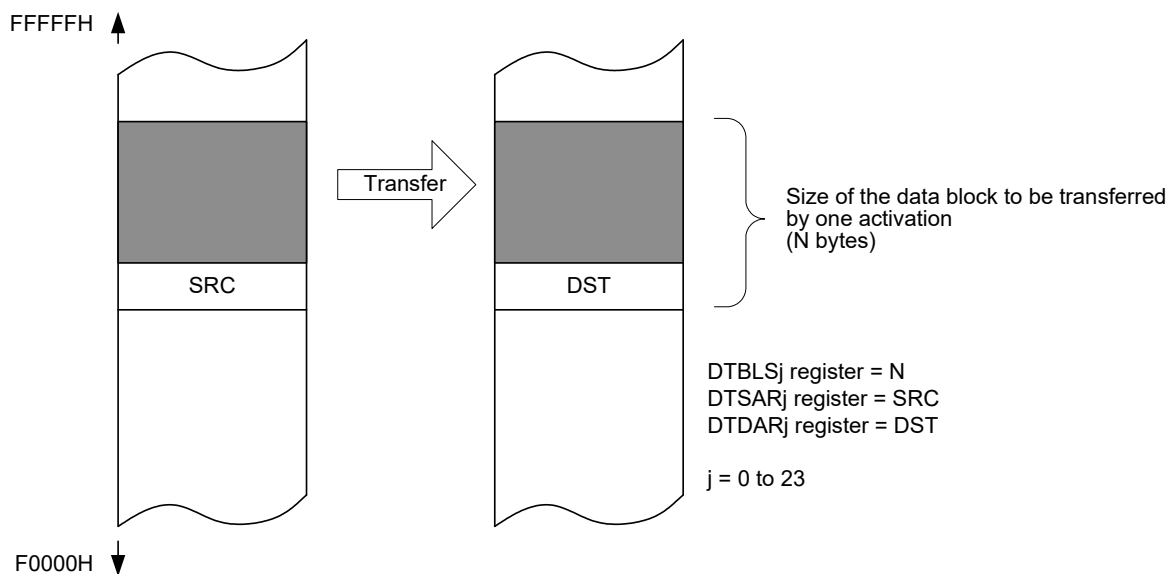 FFFFFH
Transfer
Size of the data block to be transferred
by one activation
(N bytes)
SRC
DST
DTBLSj register = N
DTSARj register = SRC
DTDARj register = DST
j = 0 to 23
F0000H